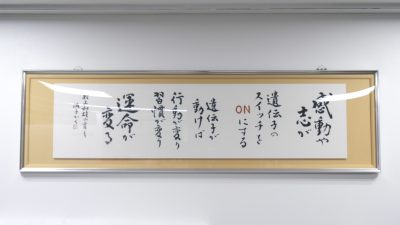 感動や
志が
遺伝子の
スイッチを
ONにする
遺伝子が
動けば
行動が変り
習慣が変り
運命が
変る